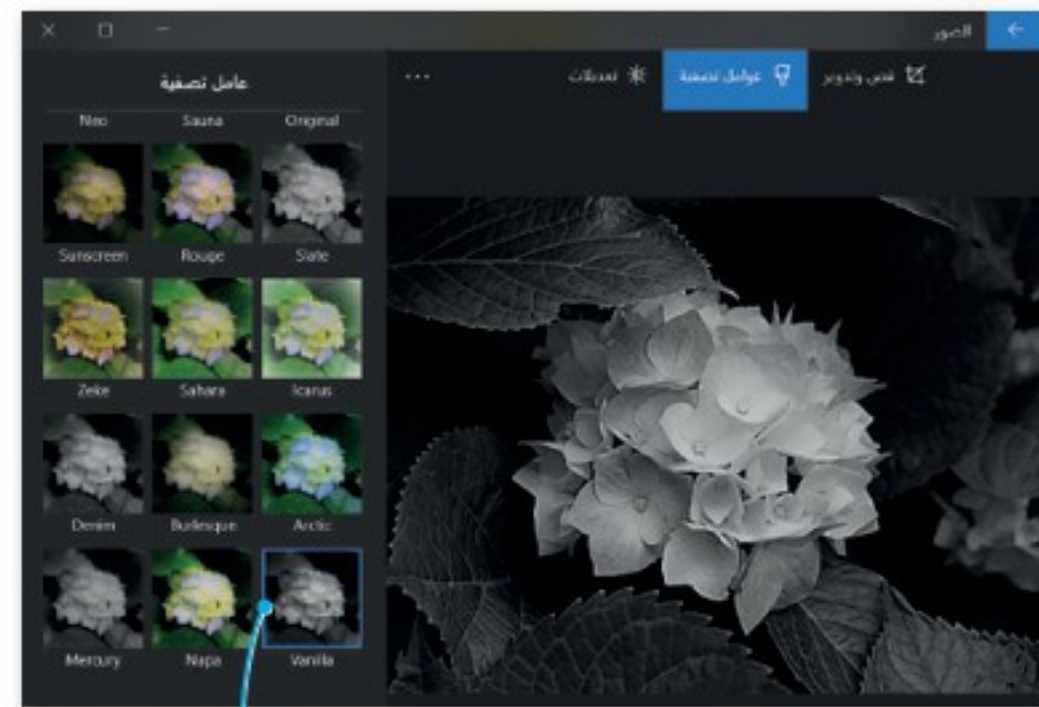 الصور
قص وتدوير
عوامل تصفية
تعديلات
عامل تصفية
Neo Sauna Original
Sunscreen Rouge Slate
Zeke Sahara Icarus
Denim Burlesque Arctic
Mercury Napa Vanilla